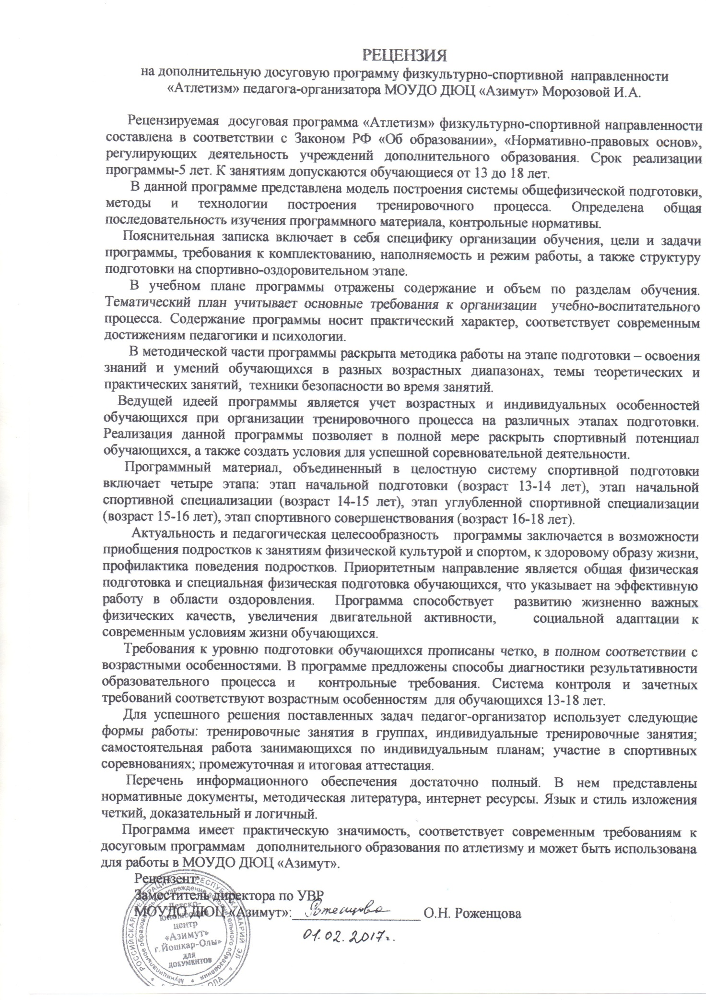 РЕЦЕНЗИЯ
на дополнительную досуговую программу физкультурно-спортивной направленности
«Атлетизм» педагога-организатора МОУДО ДЮЦ «Азимут» Морозовой И.А.
Рецензируемая досуговая программа «Атлетизм» физкультурно-спортивной направленности
составлена в соответствии с Законом РФ «Об образовании», «Нормативно-правовых основ»,
регулирующих деятельность учреждений дополнительного образования. Срок реализации
программы-5 лет. К занятиям допускаются обучающиеся от 13 до 18 лет.
В данной программе представлена модель построения системы общефизической подготовки,
методы и технологии построения тренировочного процесса. Определена общая
последовательность изучения программного материала, контрольные нормативы.
Пояснительная записка включает в себя специфику организации обучения, цели и задачи
программы, требования к комплектованию, наполняемость и режим работы, а также структуру
подготовки на спортивно-оздоровительном этапе.
В учебном плане программы отражены содержание и объем по разделам обучения.
Тематический план учитывает основные требования к организации учебно-воспитательного
процесса. Содержание программы носит практический характер, соответствует современным
достижениям педагогики и психологии.
В методической части программы раскрыта методика работы на этапе подготовки – освоения
знаний и умений обучающихся в разных возрастных диапазонах, темы теоретических и
практических занятий, техники безопасности во время занятий.
Ведущей идеей программы является учет возрастных и индивидуальных особенностей
обучающихся при организации тренировочного процесса на различных этапах подготовки.
Реализация данной программы позволяет в полной мере раскрыть спортивный потенциал
обучающихся, а также создать условия для успешной соревновательной деятельности.
Программный материал, объединенный в целостную систему спортивной подготовки
включает четыре этапа: этап начальной подготовки (возраст 13-14 лет), этап начальной
спортивной специализации (возраст 14-15 лет), этап углубленной спортивной специализации
(возраст 15-16 лет), этап спортивного совершенствования (возраст 16-18 лет).
Актуальность и педагогическая целесообразность программы заключается в возможности
приобщения подростков к занятиям физической культурой и спортом, к здоровому образу жизни,
профилактика поведения подростков. Приоритетным направление является общая физическая
подготовка и специальная физическая подготовка обучающихся, что указывает на эффективную
работу в области оздоровления. Программа способствует развитию жизненно важных
физических качеств, увеличения двигательной активности, социальной адаптации к
современным условиям жизни обучающихся.
Требования к уровню подготовки обучающихся прописаны четко, в полном соответствии с
возрастными особенностями. В программе предложены способы диагностики результативности
образовательного процесса и контрольные требования. Система контроля и зачетных
требований соответствуют возрастным особенностям для обучающихся 13-18 лет.
Для успешного решения поставленных задач педагог-организатор использует следующие
формы работы: тренировочные занятия в группах, индивидуальные тренировочные занятия;
самостоятельная работа занимающихся по индивидуальным планам; участие в спортивных
соревнованиях; промежуточная и итоговая аттестация.
Перечень информационного обеспечения достаточно полный. В нем представлены
нормативные документы, методическая литература, интернет ресурсы. Язык и стиль изложения
четкий, доказательный и логичный.
Программа имеет практическую значимость, соответствует современным требованиям к
досуговым программам дополнительного образования по атлетизму и может быть использована
для работы в МОУДО ДЮЦ «Азимут».
Рецензент:
Заместитель директора по УВР
МОУДО ДЮЦ «Азимут»: О.Н. Роженцова
01.02.2017г.
РОССИЙСКАЯ ФЕДЕРАЦИЯ РЕСПУБЛИКА МАРИЙ ЭЛ
Муниципальное образовательное учреждение дополнительного образования
«Детско-
юношеский
центр
«Азимут»
г.Йошкар-Олы»
ДЛЯ
ДОКУМЕНТОВ